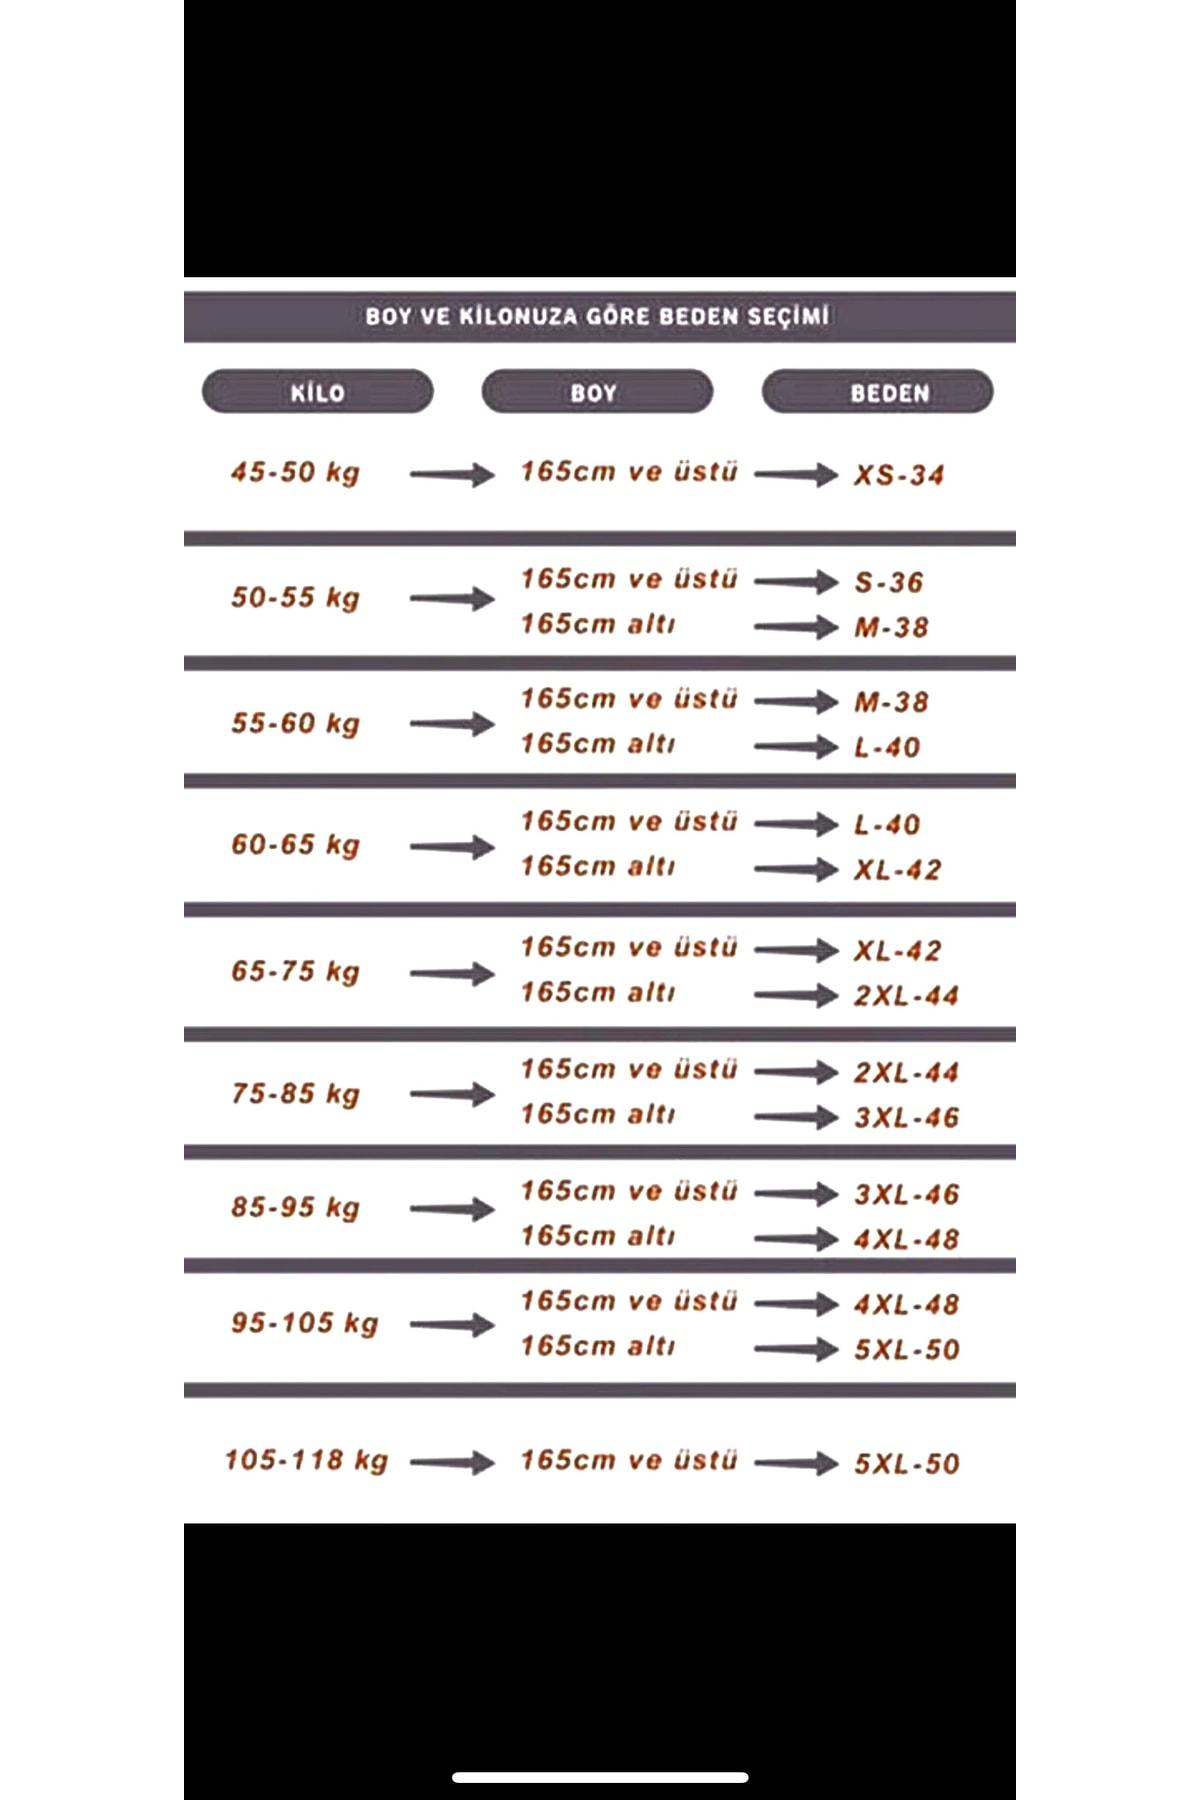 BOY VE KİLONUZA GÖRE BEDEN SEÇİMİ
KİLO BOY BEDEN
45-50 kg 165cm ve üstü XS-34
50-55 kg 165cm ve üstü S-36
165cm altı M-38
55-60 kg 165cm ve üstü M-38
165cm altı L-40
60-65 kg 165cm ve üstü L-40
165cm altı XL-42
65-75 kg 165cm ve üstü XL-42
165cm altı 2XL-44
75-85 kg 165cm ve üstü 2XL-44
165cm altı 3XL-46
85-95 kg 165cm ve üstü 3XL-46
165cm altı 4XL-48
95-105 kg 165cm ve üstü 4XL-48
165cm altı 5XL-50
105-118 kg 165cm ve üstü 5XL-50